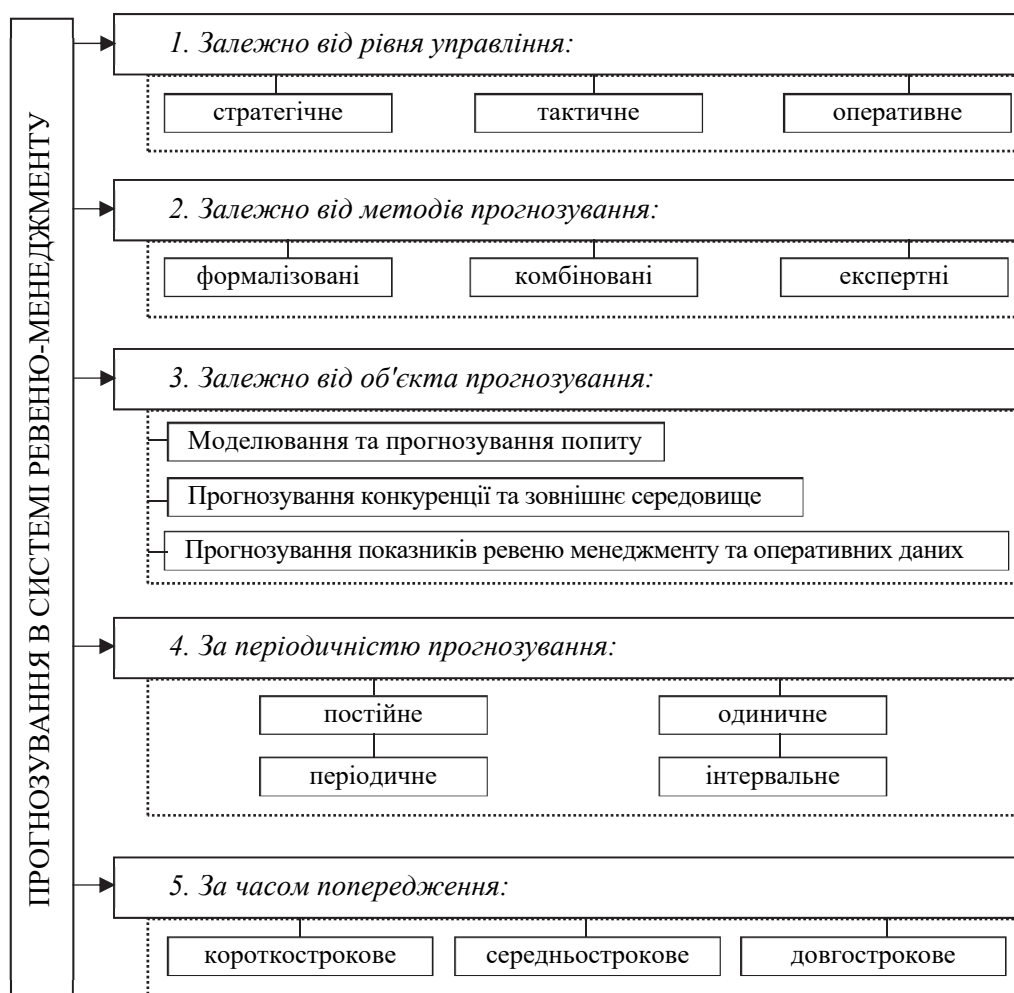 ПРОГНОЗУВАННЯ В СИСТЕМІ РЕВЕНЮ-МЕНЕДЖМЕНТУ
1. Залежно від рівня управління:
стратегічне
тактичне
оперативне
2. Залежно від методів прогнозування:
формалізовані
комбіновані
експертні
3. Залежно від об'єкта прогнозування:
Моделювання та прогнозування попиту
Прогнозування конкуренції та зовнішнє середовище
Прогнозування показників ревеню менеджменту та оперативних даних
4. За періодичністю прогнозування:
постійне
одиничне
періодичне
інтервальне
5. За часом попередження:
короткострокове
середньострокове
довгострокове